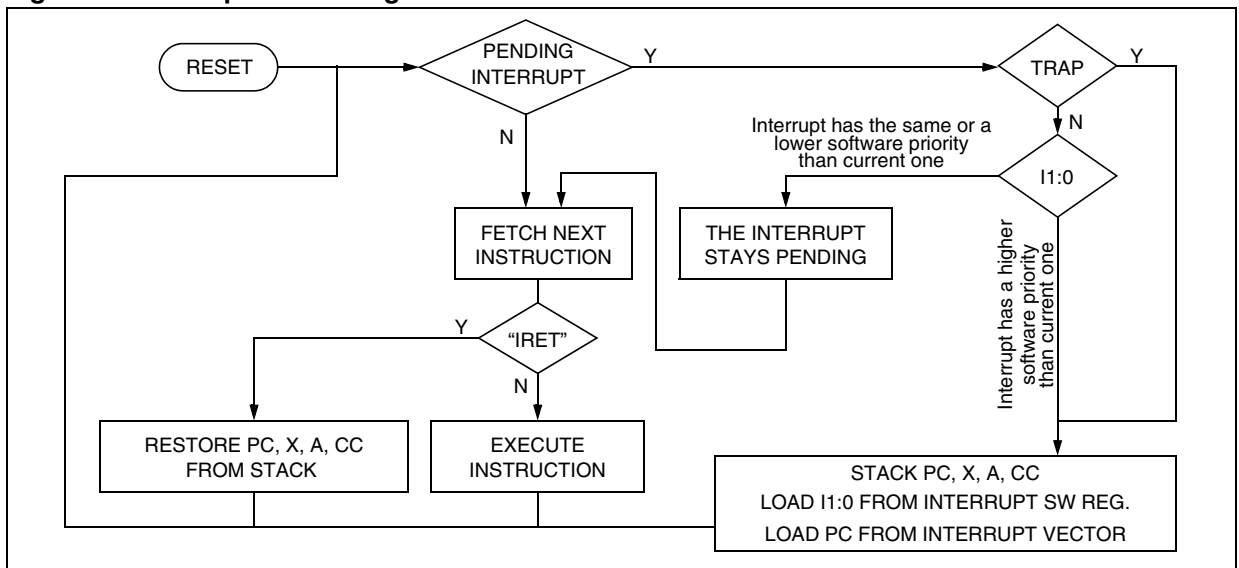 RESET
PENDING
INTERRUPT
Y
TRAP
Y
N
N
Interrupt has the same or a
lower software priority
than current one
I1:0
FETCH NEXT
INSTRUCTION
THE INTERRUPT
STAYS PENDING
Interrupt has a higher
software priority
than current one
Y
“IRET”
N
RESTORE PC, X, A, CC
FROM STACK
EXECUTE
INSTRUCTION
STACK PC, X, A, CC
LOAD I1:0 FROM INTERRUPT SW REG.
LOAD PC FROM INTERRUPT VECTOR